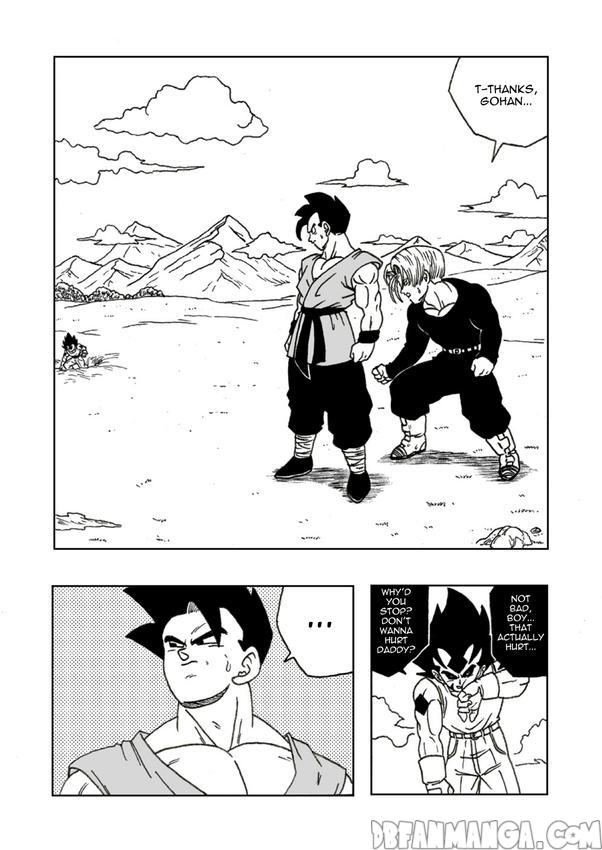 T-THANKS,
GOHAN...
...
NOT
BAD,
BOY...
THAT
ACTUALLY
HURT...
WHY'D
YOU
STOP?
DON'T
WANNA
HURT
DADDY?
DBFANMANGA.COM